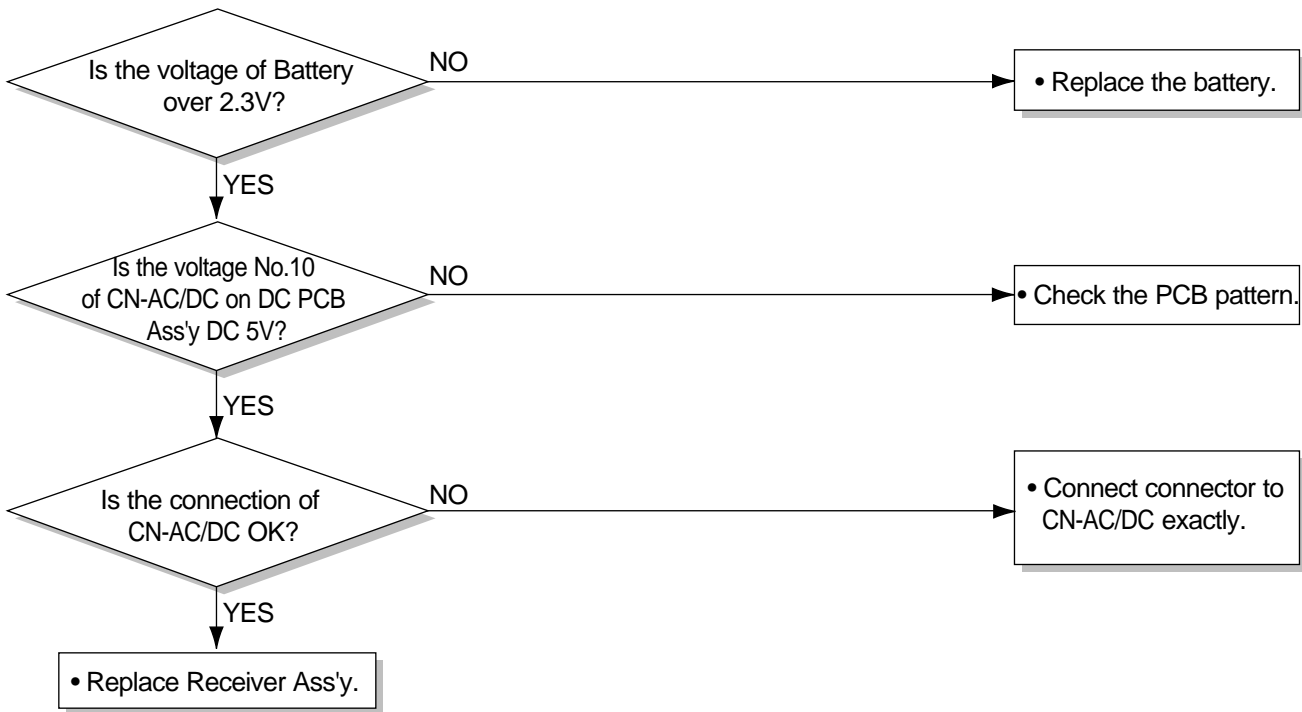 Is the voltage of Battery
over 2.3V?
NO
• Replace the battery.
YES
Is the voltage No.10
of CN-AC/DC on DC PCB
Ass'y DC 5V?
NO
• Check the PCB pattern.
YES
Is the connection of
CN-AC/DC OK?
NO
• Connect connector to
CN-AC/DC exactly.
YES
• Replace Receiver Ass'y.